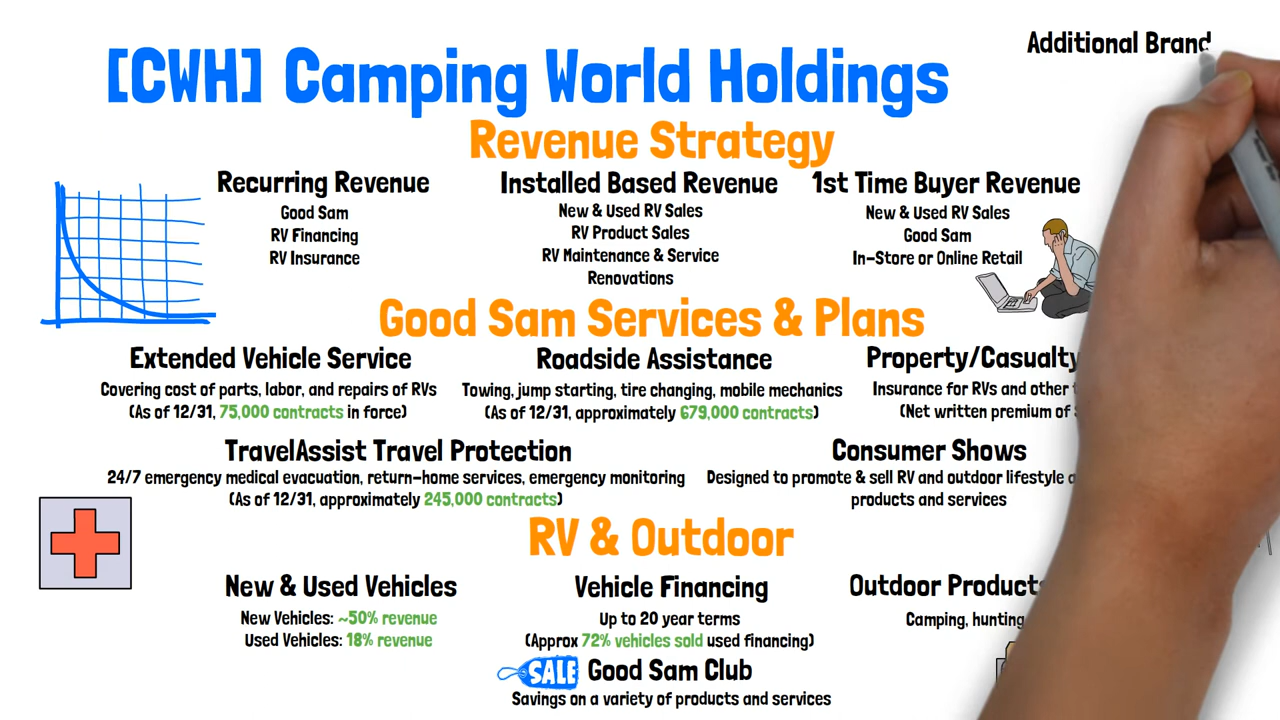 Additional Brand
[CWH] Camping World Holdings
Revenue Strategy
Recurring Revenue
Good Sam
RV Financing
RV Insurance
Installed Based Revenue
New & Used RV Sales
RV Product Sales
RV Maintenance & Service
Renovations
1st Time Buyer Revenue
New & Used RV Sales
Good Sam
In-Store or Online Retail
Good Sam Services & Plans
Extended Vehicle Service
Covering cost of parts, labor, and repairs of RVs
(As of 12/31, 75,000 contracts in force)
Roadside Assistance
Towing, jump starting, tire changing, mobile mechanics
(As of 12/31, approximately 679,000 contracts)
Property/Casualty
Insurance for RVs and other
(Net written premium of
TravelAssist Travel Protection
24/7 emergency medical evacuation, return-home services, emergency monitoring
(As of 12/31, approximately 245,000 contracts)
Consumer Shows
Designed to promote & sell RV and outdoor lifestyle
products and services
RV & Outdoor
New & Used Vehicles
New Vehicles: ~50% revenue
Used Vehicles: 18% revenue
Vehicle Financing
Up to 20 year terms
(Approx 72% vehicles sold used financing)
Outdoor Products
Camping, hunting
SALE Good Sam Club
Savings on a variety of products and services